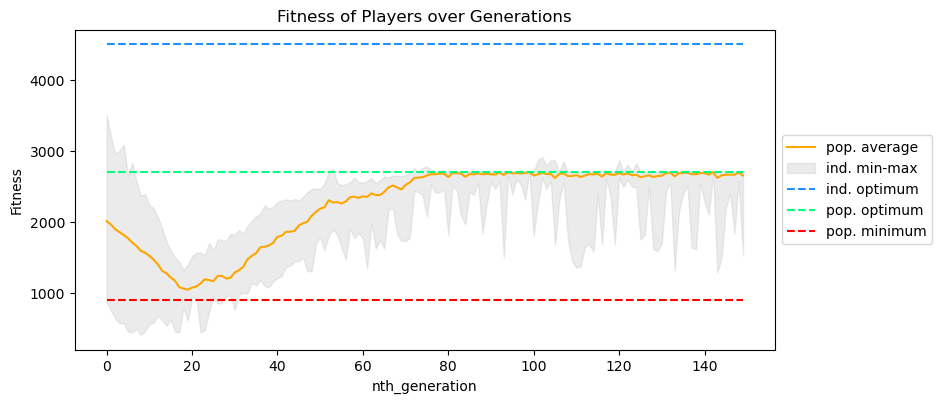 Fitness of Players over Generations
Fitness
4000
3000
2000
1000
0
20
40
60
80
100
120
140
nth_generation
pop. average
ind. min-max
ind. optimum
pop. optimum
pop. minimum